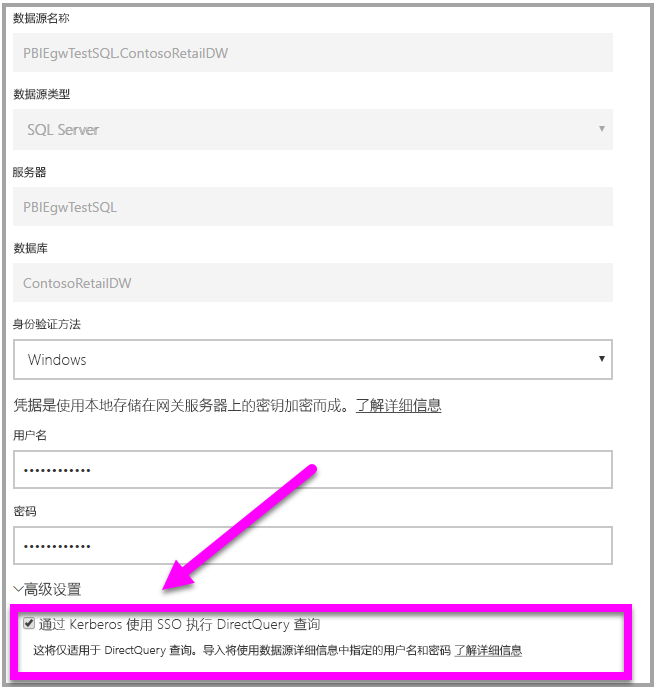 数据源名称
PBIEgwTestSQL.ContosoRetailDW
数据源类型
SQL Server
服务器
PBIEgwTestSQL
数据库
ContosoRetailDW
身份验证方法
Windows
凭据是使用本地存储在网关服务器上的密钥加密而成。了解详细信息
用户名
••••••••••••
密码
••••••••••••
高级设置
通过 Kerberos 使用 SSO 执行 DirectQuery 查询
这将仅适用于 DirectQuery 查询。导入将使用数据源详细信息中指定的用户名和密码 了解详细信息